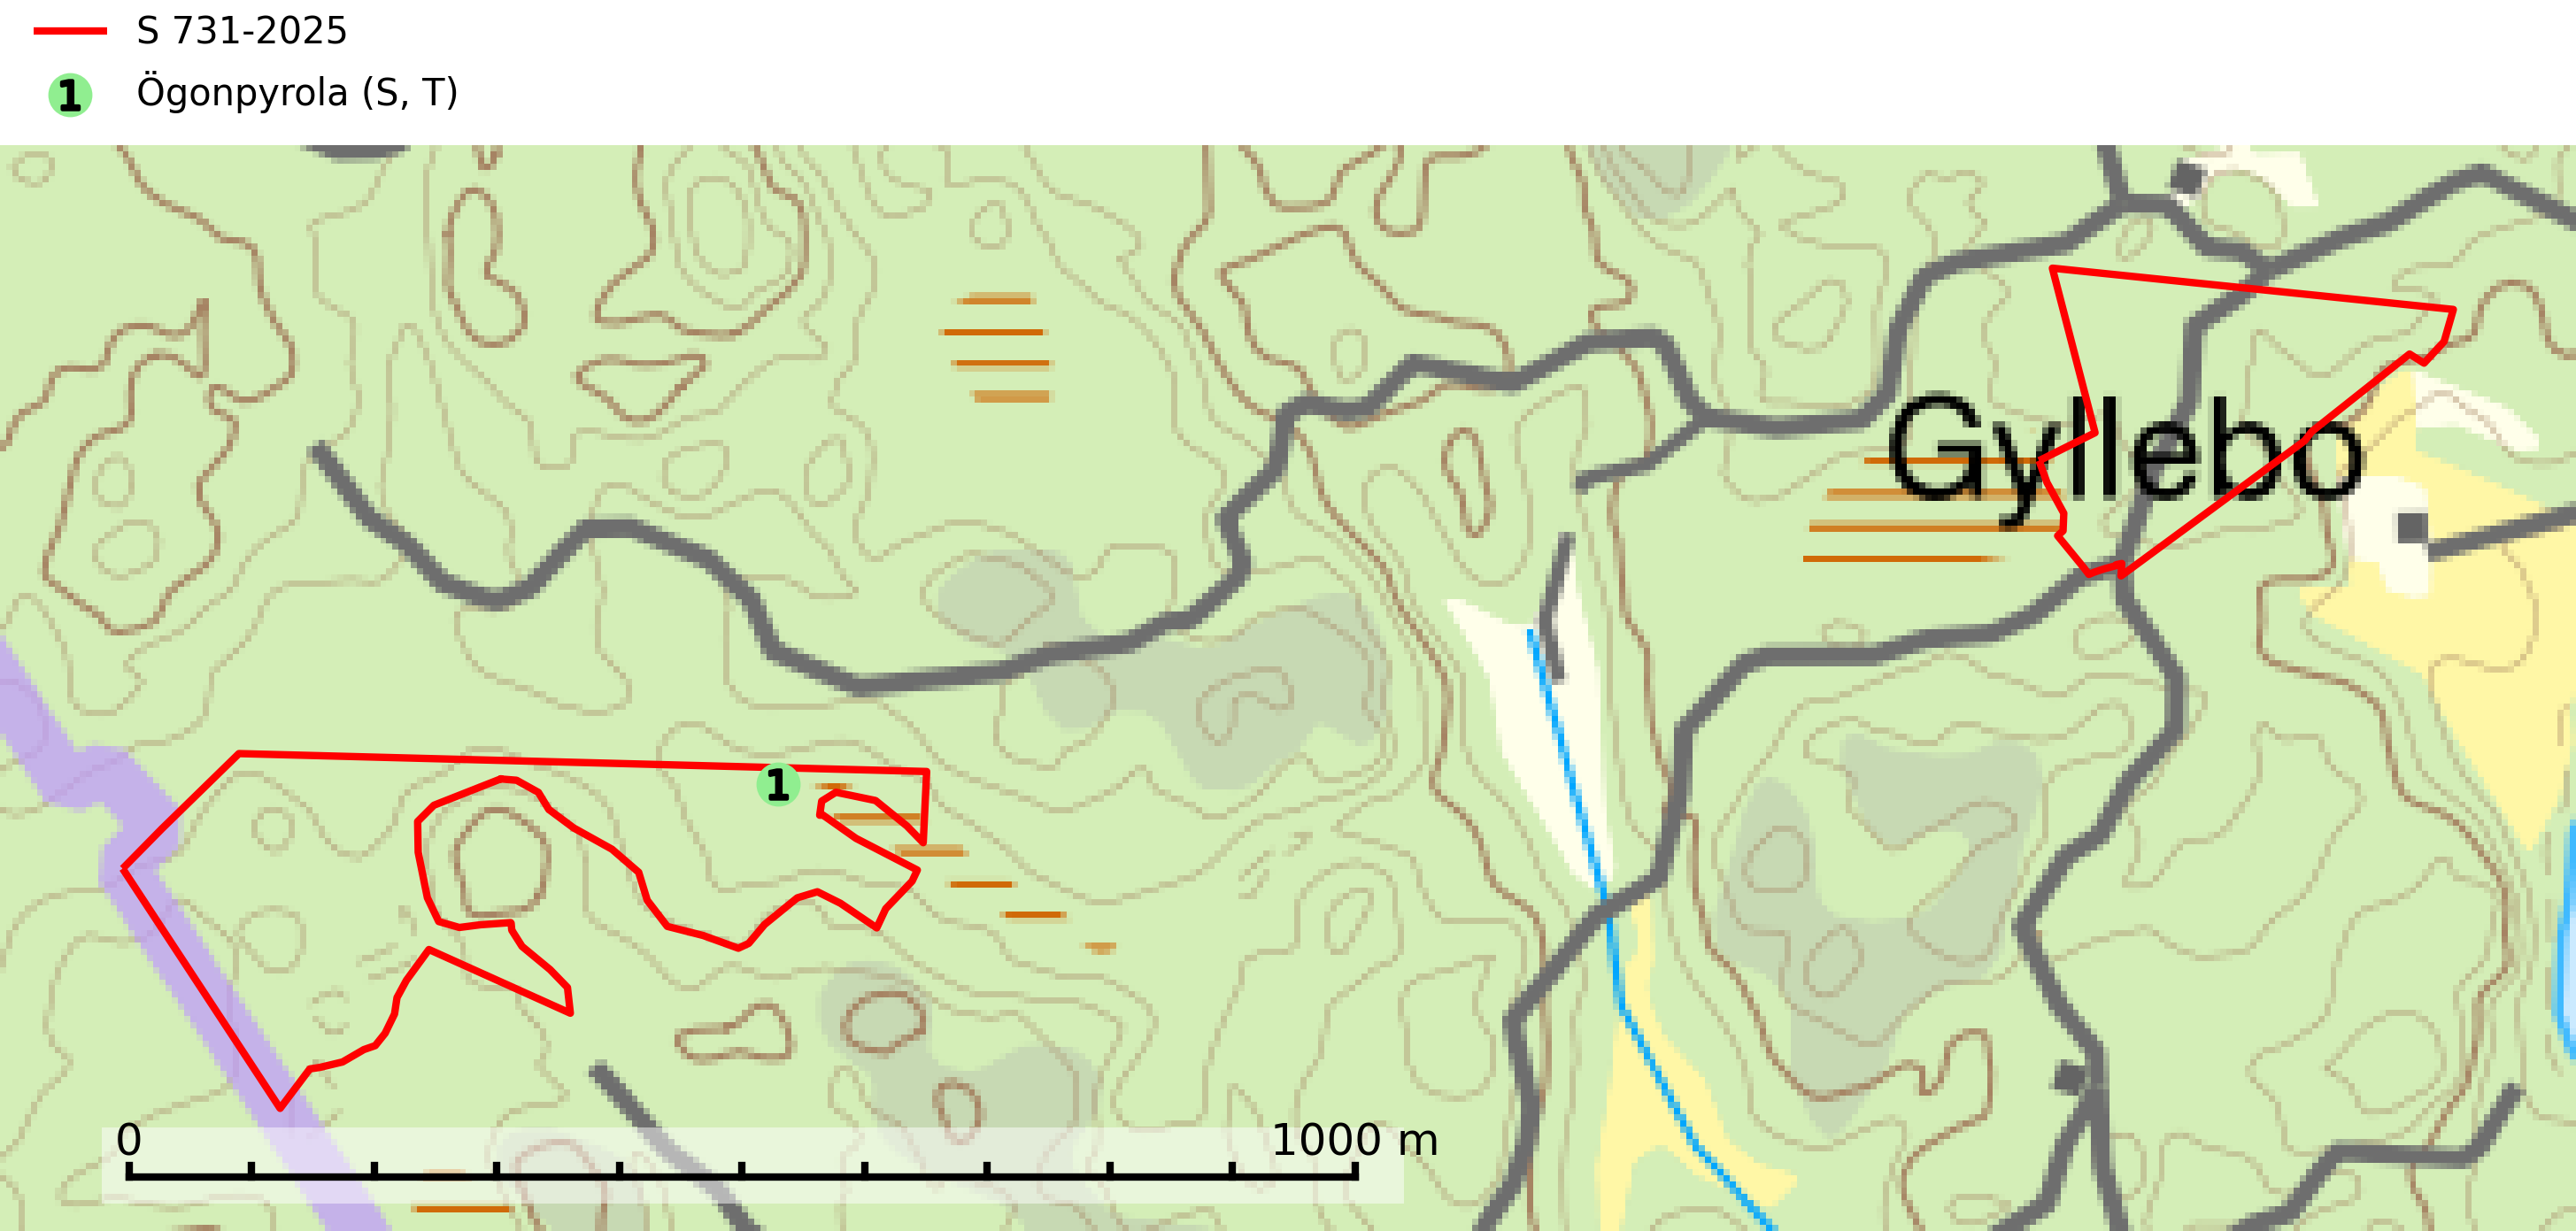 S 731-2025
1 Ögonpyrola (S, T)
Gyllebo
1
0 1000 m